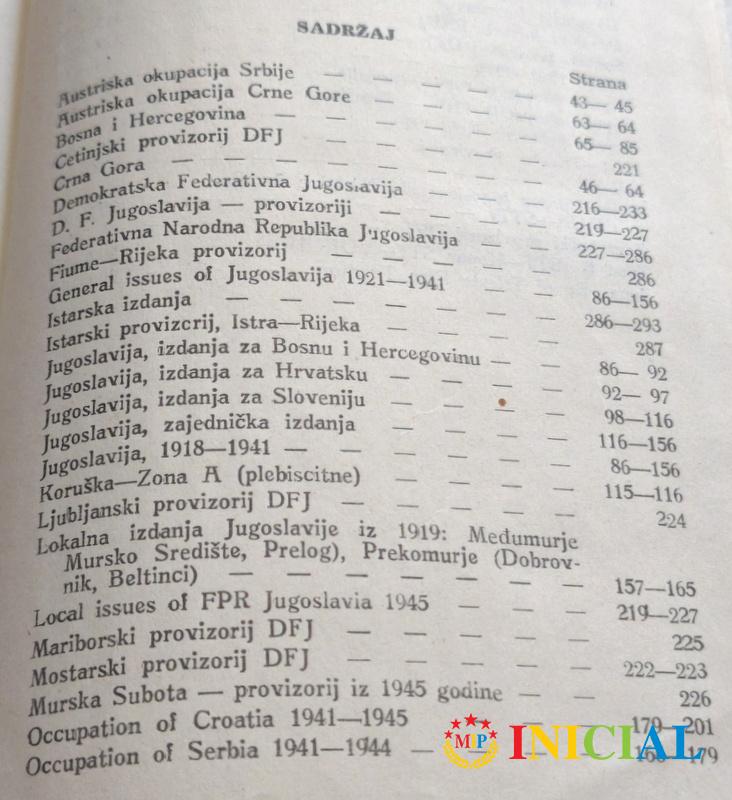 SADRŽAJ
Strana
Austriska okupacija Srbije — — — — — 43— 45
Austriska okupacija Crne Gore — — — — 63— 64
Bosna i Hercegovina — — — — — — 65— 85
Cetinjski provizorij DFJ — — — — — 221
Crna Gora — — — — — — — 46— 64
Demokratska Federativna Jugoslavija — — — 216—233
D. F. Jugoslavija — provizoriji — — — — 219—227
Federativna Narodna Republika Jugoslavija — — 227—286
Fiume—Rijeka provizorij — — — — — 286
General issues of Jugoslavija 1921—1941 — — — 86—156
Istarska izdanja — — — — — — — 286—293
Istarski provizorij, Istra—Rijeka — — — — 287
Jugoslavija, izdanja za Bosnu i Hercegovinu — — 86— 92
Jugoslavija, izdanja za Hrvatsku — — — — 92— 97
Jugoslavija, izdanja za Sloveniju — — — — 98—116
Jugoslavija, zajednička izdanja — — — — 116—156
Jugoslavija, 1918—1941 — — — — — — 86—156
Koruška—Zona A (plebiscitne) — — — — 115—116
Ljubljanski provizorij DFJ — — — — — 224
Lokalna izdanja Jugoslavije iz 1919: Međumurje
Mursko Središte, Prelog), Prekomurje (Dobrov-
nik, Beltinci) — — — — — — — 157—165
Local issues of FPR Jugoslavia 1945 — — — 219—227
Mariborski provizorij DFJ — — — — — 225
Mostarski provizorij DFJ — — — — — 222—223
Murska Subota — provizorij iz 1945 godine — — 226
Occupation of Croatia 1941—1945 — — 179—201
Occupation of Serbia 1941—1944 — — — —179
MIP INICIAL